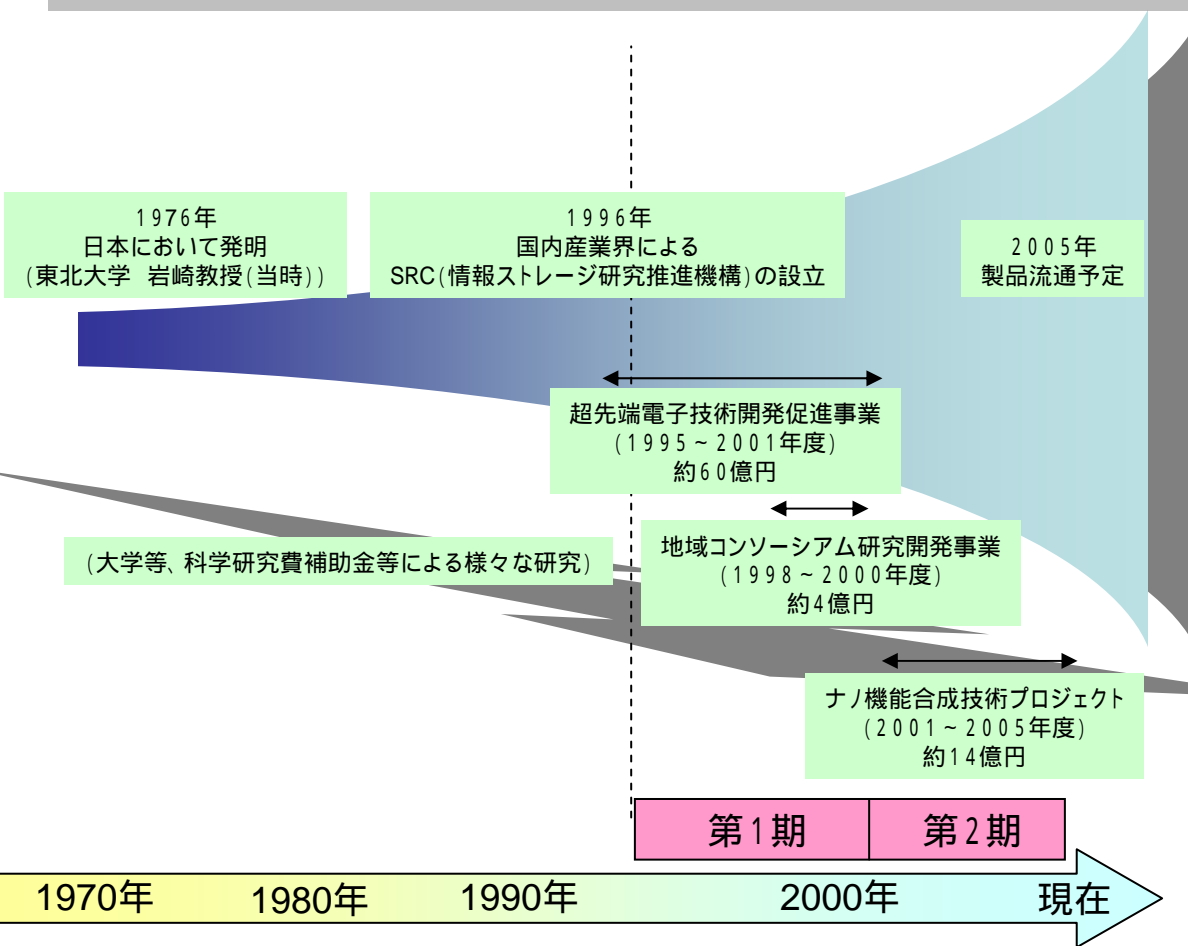 1976年
日本において発明
(東北大学 岩崎教授(当時))
1996年
国内産業界による
SRC(情報ストレージ研究推進機構)の設立
2005年
製品流通予定
超先端電子技術開発促進事業
(1995~2001年度)
約60億円
(大学等、科学研究費補助金等による様々な研究)
地域コンソーシアム研究開発事業
(1998~2000年度)
約4億円
ナノ機能合成技術プロジェクト
(2001~2005年度)
約14億円
第1期 第2期
1970年 1980年 1990年 2000年 現在